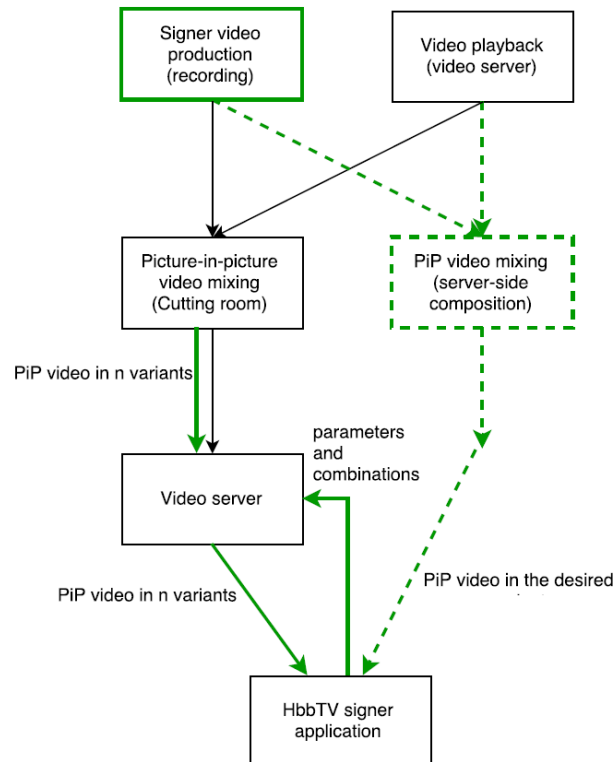 Signer video
production
(recording)
Video playback
(video server)
Picture-in-picture
video mixing
(Cutting room)
PiP video mixing
(server-side
composition)
PiP video in n variants
parameters
and
combinations
Video server
PiP video in n variants
PiP video in the desired
HbbTV signer
application